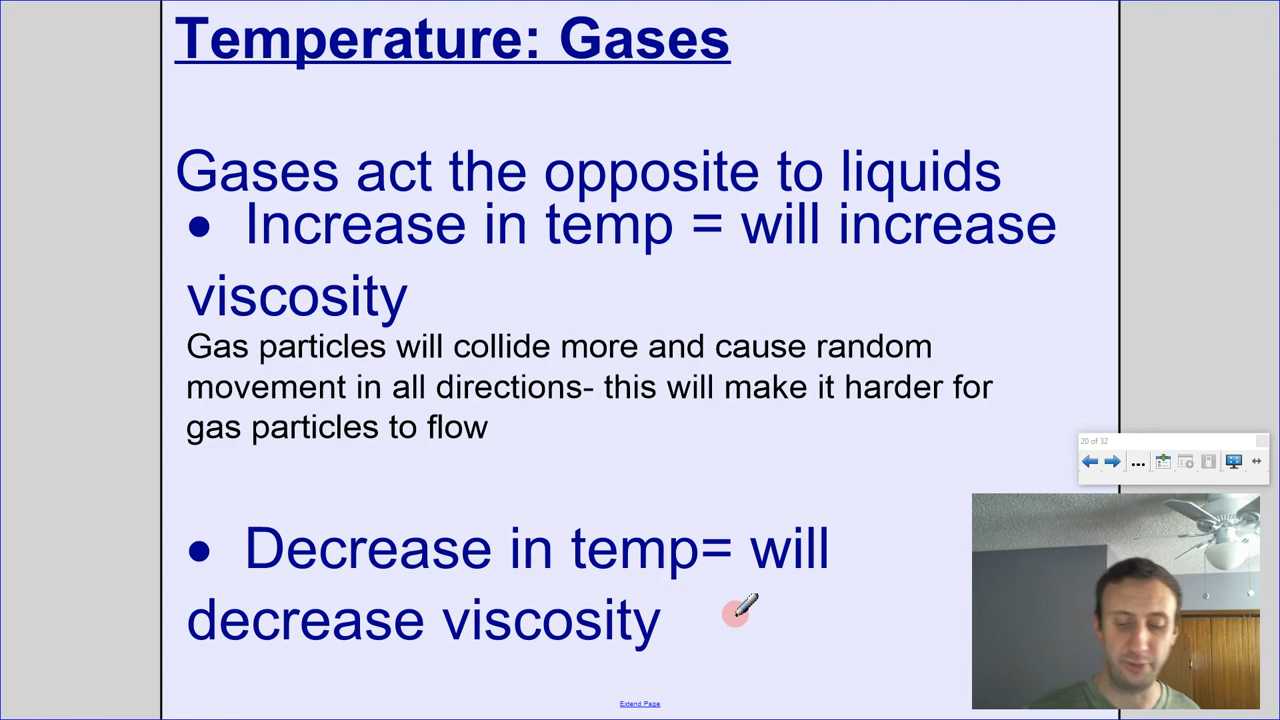 Temperature: Gases
Gases act the opposite to liquids
• Increase in temp = will increase
viscosity
Gas particles will collide more and cause random
movement in all directions- this will make it harder for
gas particles to flow
20 of 32
• Decrease in temp= will
decrease viscosity
Extend Page